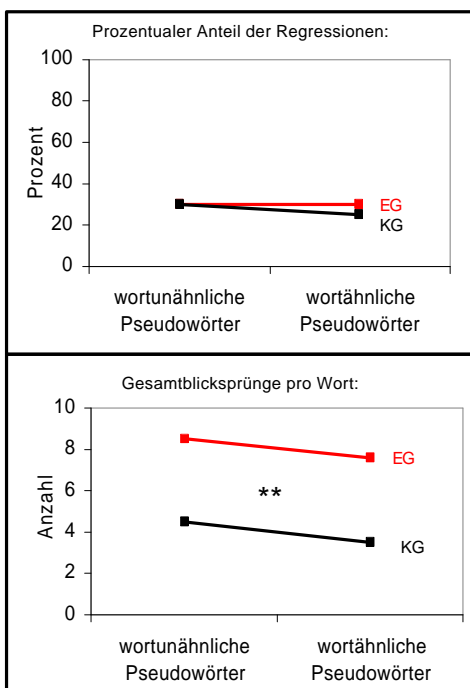 Prozentualer Anteil der Regressionen:
100
80
60
40
20
0
Prozent
EG
KG
wortunähnliche wortähnliche
Pseudowörter Pseudowörter
Gesamtblicksprünge pro Wort:
10
8
6
4
2
0
Anzahl
EG
**
KG
wortunähnliche wortähnliche
Pseudowörter Pseudowörter